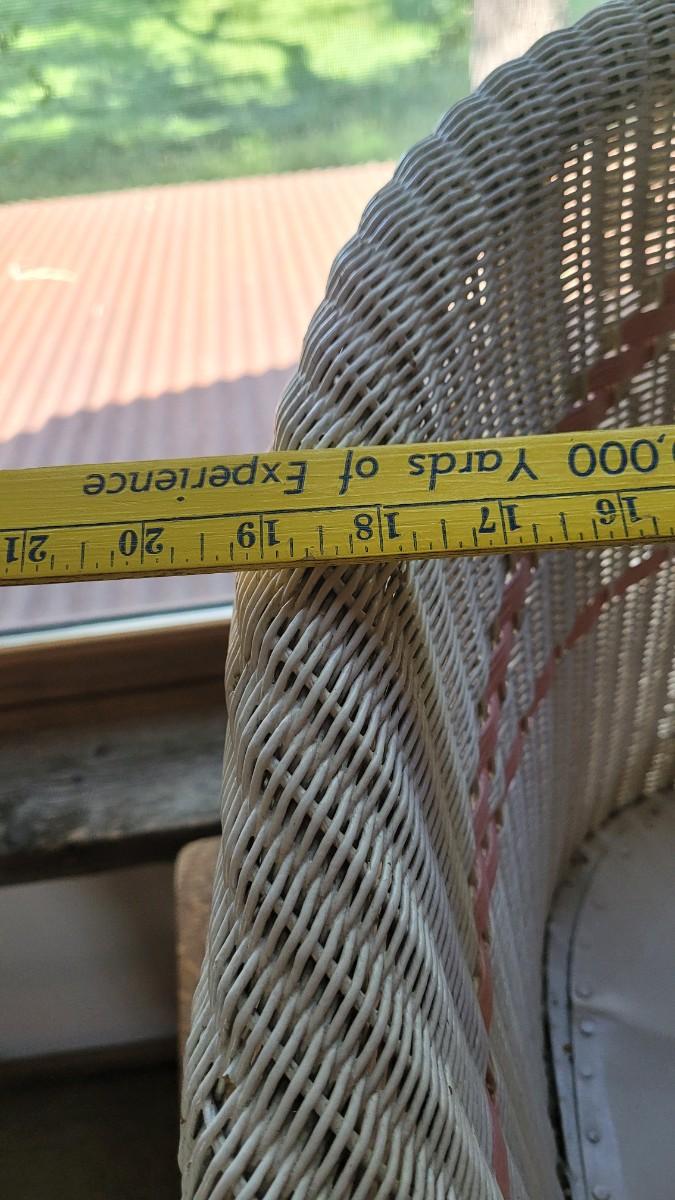 16 17 18 19 20 21
,000 Yards of Experience